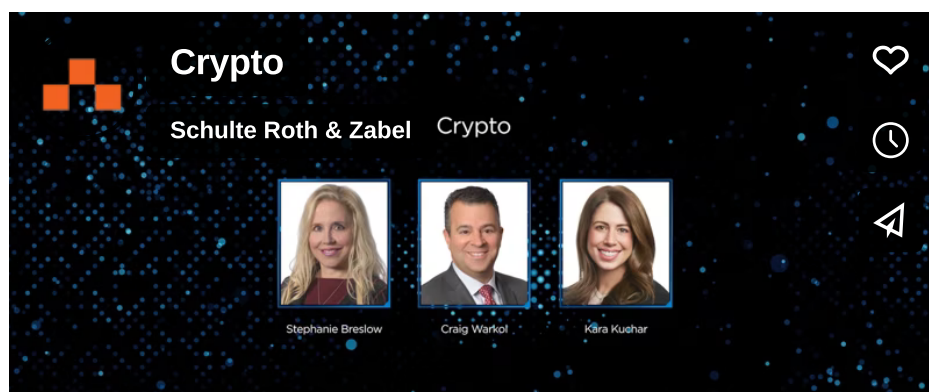 Crypto
Schulte Roth & Zabel Crypto
Stephanie Breslow Craig Warkol Kara Kuchar